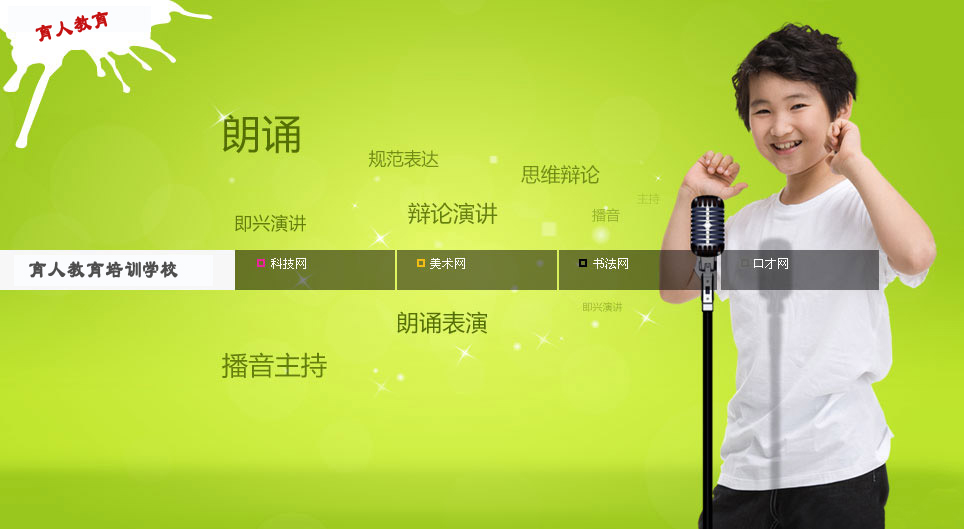 育人教育
朗诵
规范表达
思维辩论
主持
即兴演讲
辩论演讲
播音
育人教育培训学校
科技网
美术网
书法网
口才网
即兴演讲
朗诵表演
播音主持